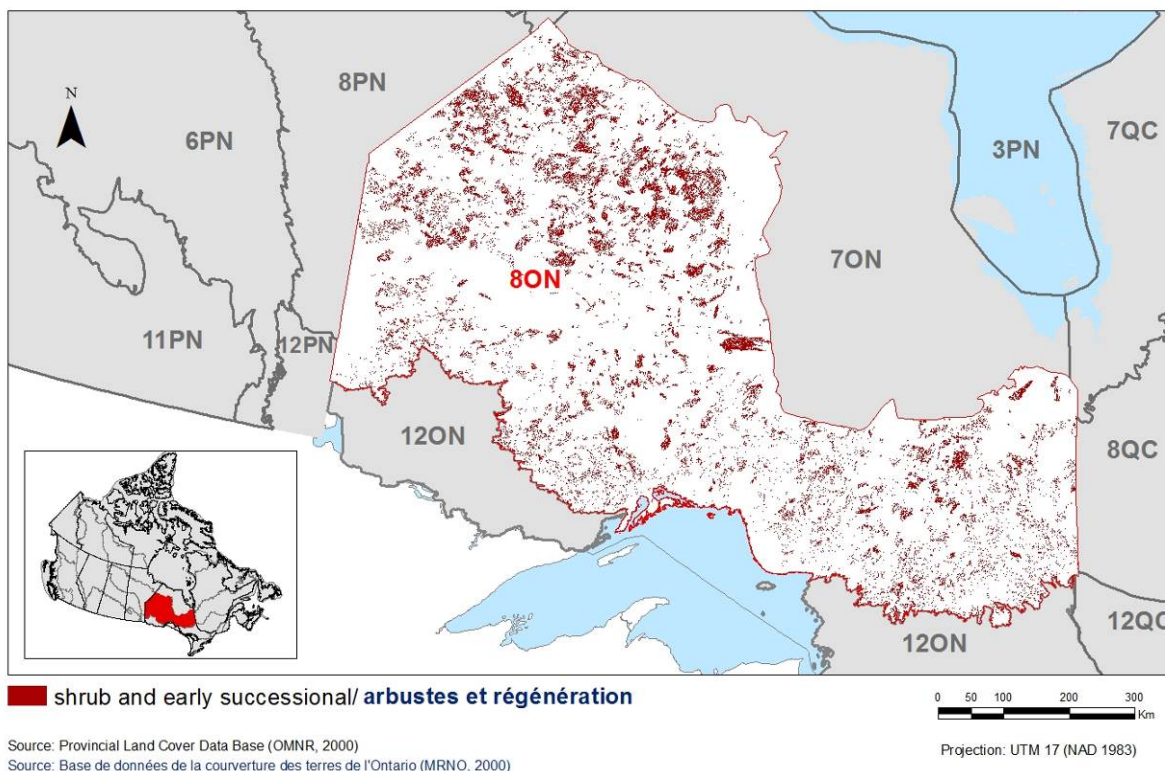 8PN
7QC
N
6PN
3PN
7ON
8ON
11PN
12PN
12ON
8QC
12ON
12QC
shrub and early successional/ arbustes et régénération
0 50 100 200 300
Km
Source: Provincial Land Cover Data Base (OMNR, 2000)
Projection: UTM 17 (NAD 1983)
Source: Base de données de la courverture des terres de l'Ontario (MRNO, 2000)